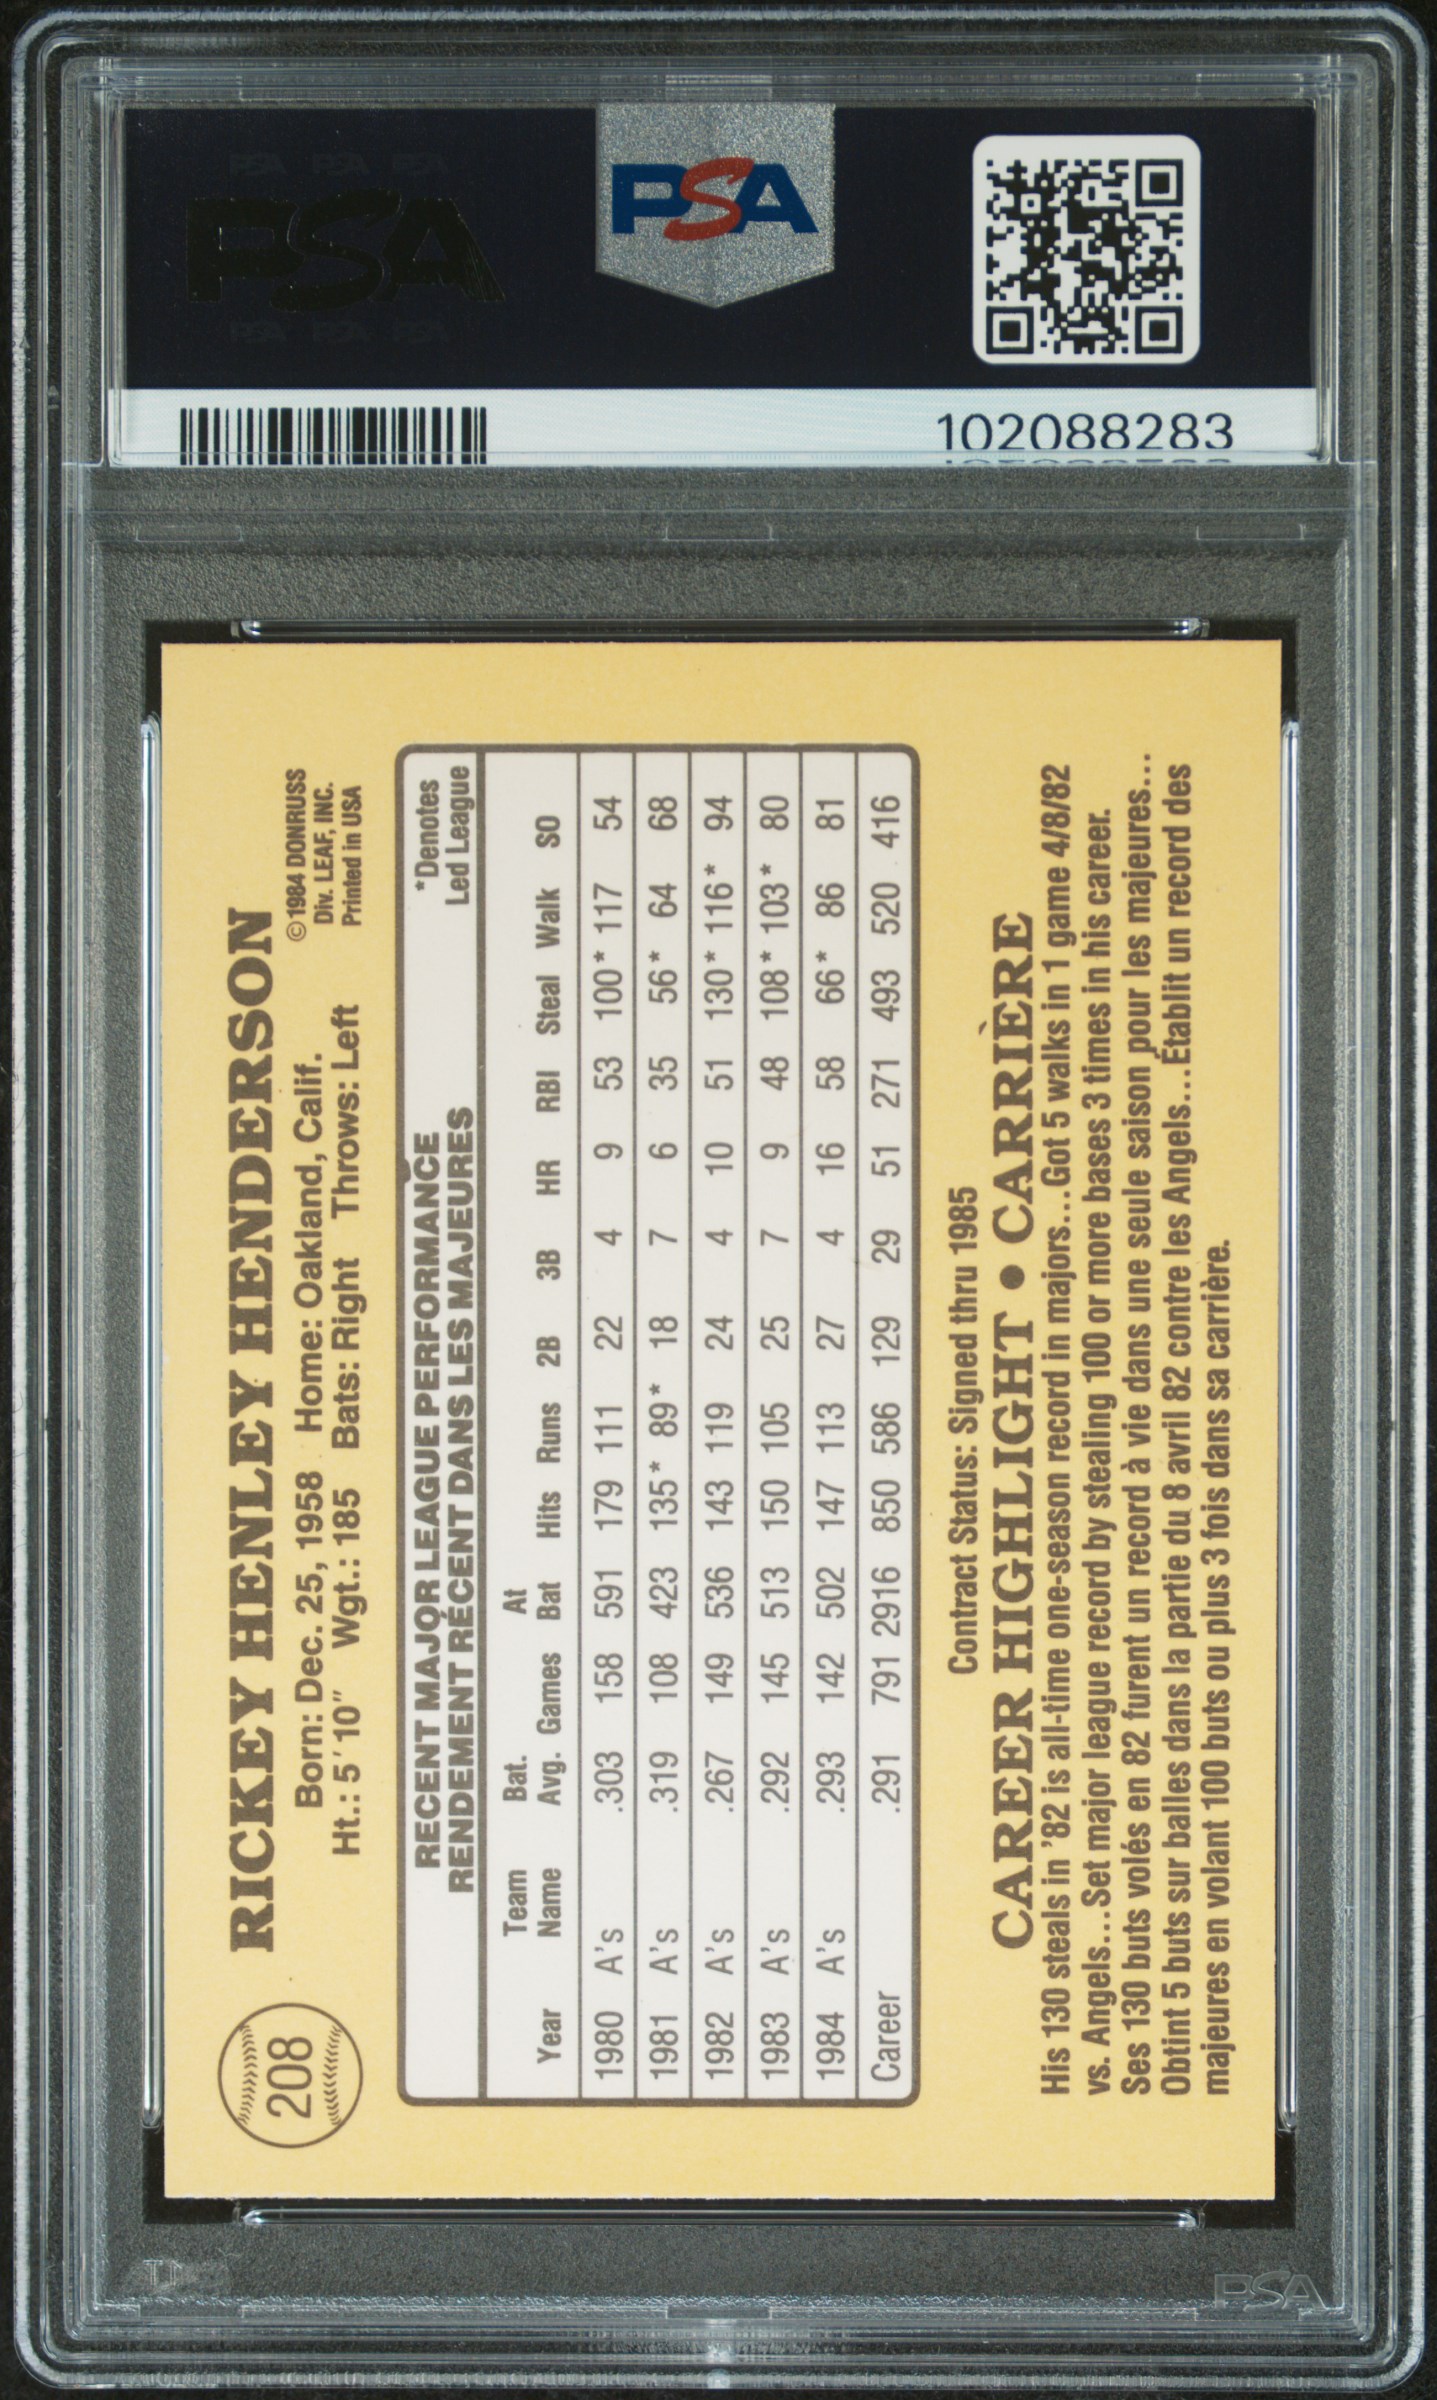 PSA PSA PSA
PSA
PSA PSA PSA
PSA
102088283
208
RICKEY HENLEY HENDERSON
Born: Dec. 25, 1958 Home: Oakland, Calif.
Ht.: 5'10" Wgt.: 185 Bats: Right Throws: Left
©1984 DONRUSS
Div. LEAF, INC.
Printed in USA
RECENT MAJOR LEAGUE PERFORMANCE
RENDEMENT RÉCENT DANS LES MAJEURES
*Denotes
Led League
Year Team Name Bat. Avg. Games At Bat Hits Runs 2B 3B HR RBI Steal Walk SO
1980 A's .303 158 591 179 111 22 4 9 53 100* 117 54
1981 A's .319 108 423 135* 89* 18 7 6 35 56* 64 68
1982 A's .267 149 536 143 119 24 4 10 51 130* 116* 94
1983 A's .292 145 513 150 105 25 7 9 48 108* 103* 80
1984 A's .293 142 502 147 113 27 4 16 58 66* 86 81
Career .291 791 2916 850 586 129 29 51 271 493 520 416
Contract Status: Signed thru 1985
CAREER HIGHLIGHT • CARRIÈRE
His 130 steals in '82 is all-time one-season record in majors...Got 5 walks in 1 game 4/8/82
vs. Angels...Set major league record by stealing 100 or more bases 3 times in his career.
Ses 130 buts volés en 82 furent un record à vie dans une seule saison pour les majeures...
Obtint 5 buts sur balles dans la partie du 8 avril 82 contre les Angels...Établit un record des
majeures en volant 100 buts ou plus 3 fois dans sa carrière.
PSA